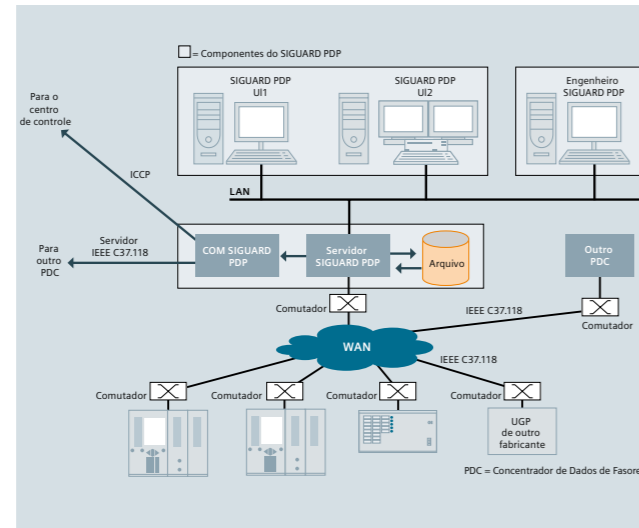 = Componentes do SIGUARD PDP
SIGUARD PDP
UI1
SIGUARD PDP
UI2
Engenheiro
SIGUARD PDP
Para o
centro
de controle
ICCP
LAN
Servidor
IEEE C37.118
Para
outro
PDC
COM SIGUARD
PDP
Servidor
SIGUARD PDP
Arquivo
Outro
PDC
Comutador
IEEE C37.118
Comutador
WAN
IEEE C37.118
Comutador
Comutador
Comutador
Comutador
UGP
de outro
fabricante
PDC = Concentrador de Dados de Fasore